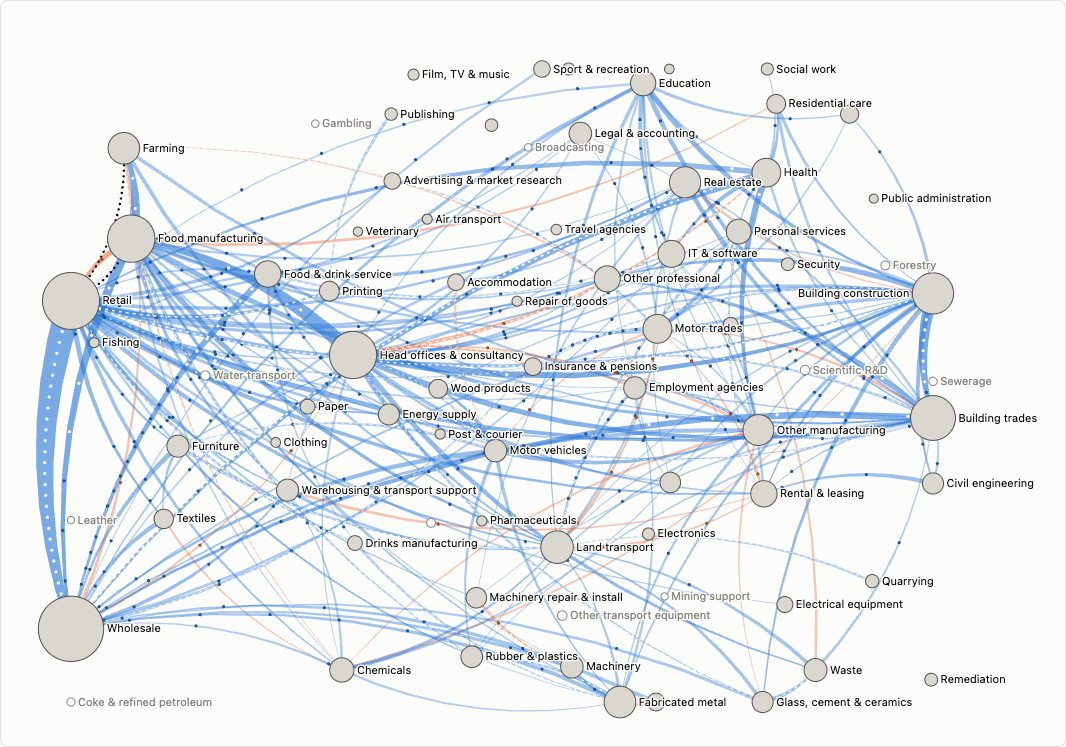 Film, TV & music
Sport & recreation
Social work
Education
Residential care
Publishing
Gambling
Legal & accounting
Broadcasting
Farming
Health
Advertising & market research
Real estate
Public administration
Air transport
Veterinary
Travel agencies
Personal services
Food manufacturing
IT & software
Security
Forestry
Food & drink service
Accommodation
Other professional
Printing
Building construction
Retail
Repair of goods
Motor trades
Fishing
Head offices & consultancy
Insurance & pensions
Scientific R&D
Water transport
Sewerage
Wood products
Employment agencies
Paper
Energy supply
Building trades
Other manufacturing
Post & courier
Clothing
Furniture
Motor vehicles
Civil engineering
Warehousing & transport support
Rental & leasing
Leather
Textiles
Pharmaceuticals
Electronics
Drinks manufacturing
Land transport
Quarrying
Machinery repair & install
Mining support
Electrical equipment
Other transport equipment
Wholesale
Rubber & plastics
Machinery
Chemicals
Waste
Remediation
Coke & refined petroleum
Fabricated metal
Glass, cement & ceramics